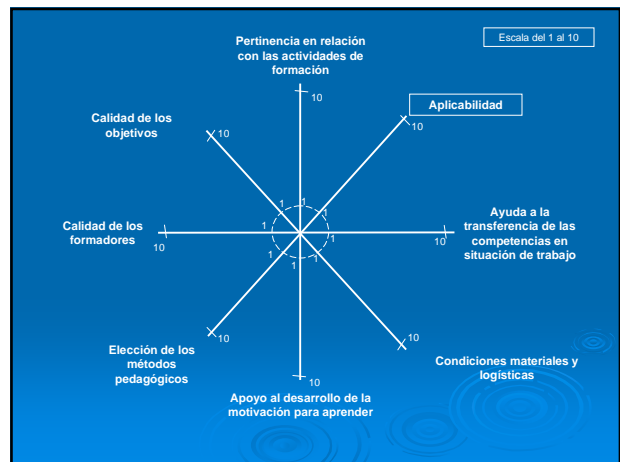 Escala del 1 al 10
Pertinencia en relación
con las actividades de
formación
10
Aplicabilidad
10
Calidad de los
objetivos
10
1
1
1
1
1
1
1
1
Calidad de los
formadores
10
Ayuda a la
transferencia de las
competencias en
situación de trabajo
10
Elección de los
métodos
pedagógicos
10
Condiciones materiales y
logísticas
10
Apoyo al desarrollo de la
motivación para aprender
10